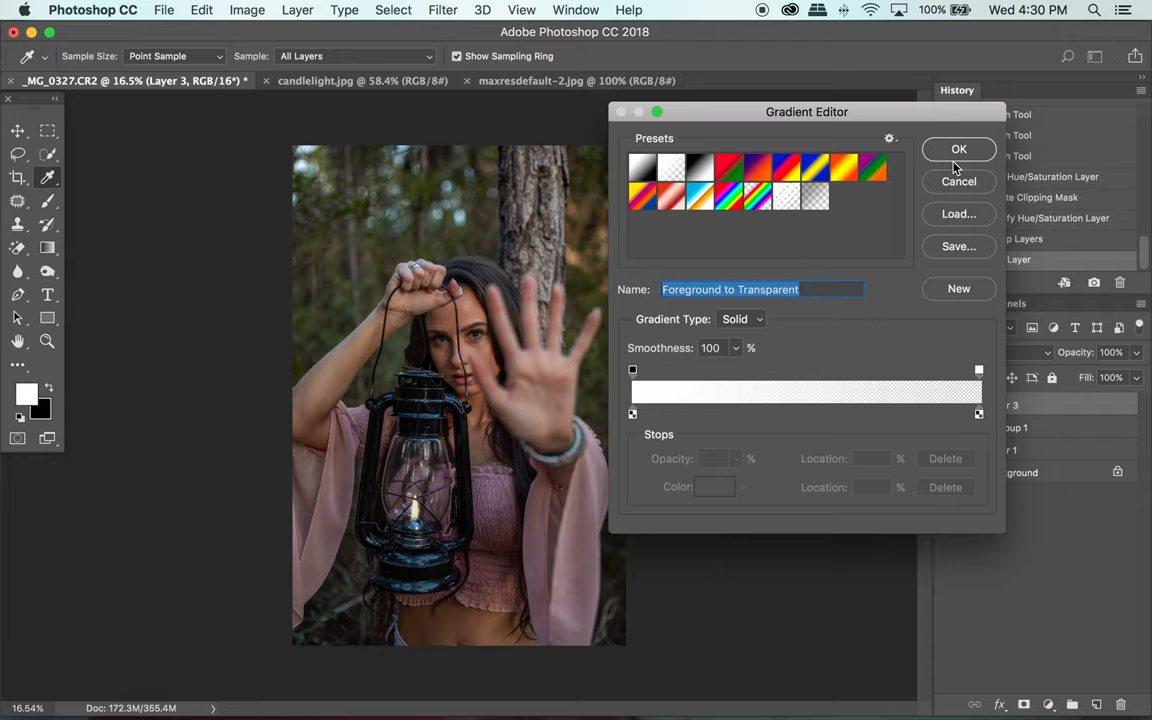 Photoshop CC File Edit Image Layer Type Select Filter 3D View Window Help 100% Wed 4:30 PM
Adobe Photoshop CC 2018
Sample Size: Point Sample Sample: All Layers Show Sampling Ring
_MG_0327.CR2 @ 16.5% (Layer 3, RGB/16*) * candlelight.jpg @ 58.4% (RGB/8#) maxresdefault-2.jpg @ 100% (RGB/8#)
History
Gradient Editor
Presets
OK
Cancel
Load...
Save...
New
Name: Foreground to Transparent
Gradient Type: Solid
Smoothness: 100 %
Stops
Opacity: % Location: % Delete
Color: Location: % Delete
h Tool
h Tool
h Tool
Hue/Saturation Layer
te Clipping Mask
fy Hue/Saturation Layer
p Layers
Layer
nels
Opacity: 100%
Fill: 100%
r 3
oup 1
r 1
kground
16.54% Doc: 172.3M/355.4M
fx